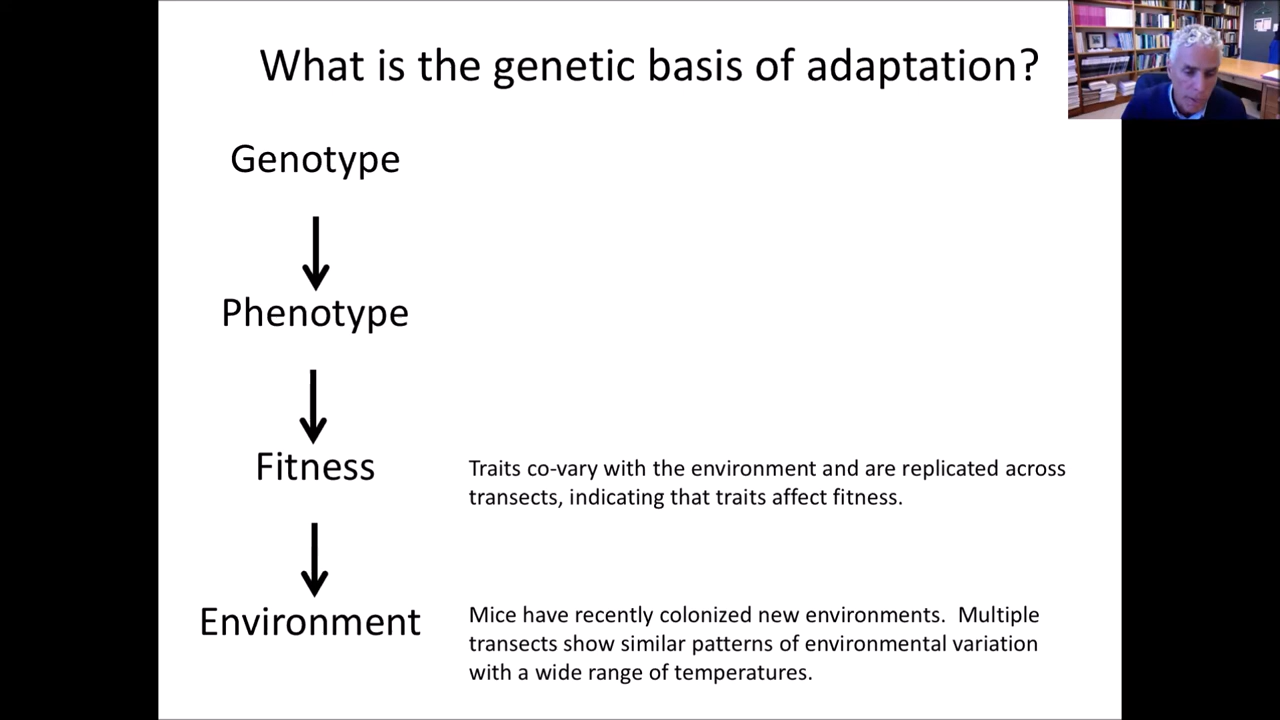 What is the genetic basis of adaptation?
Genotype
Phenotype
Fitness
Traits co-vary with the environment and are replicated across
transects, indicating that traits affect fitness.
Environment
Mice have recently colonized new environments.  Multiple
transects show similar patterns of environmental variation
with a wide range of temperatures.